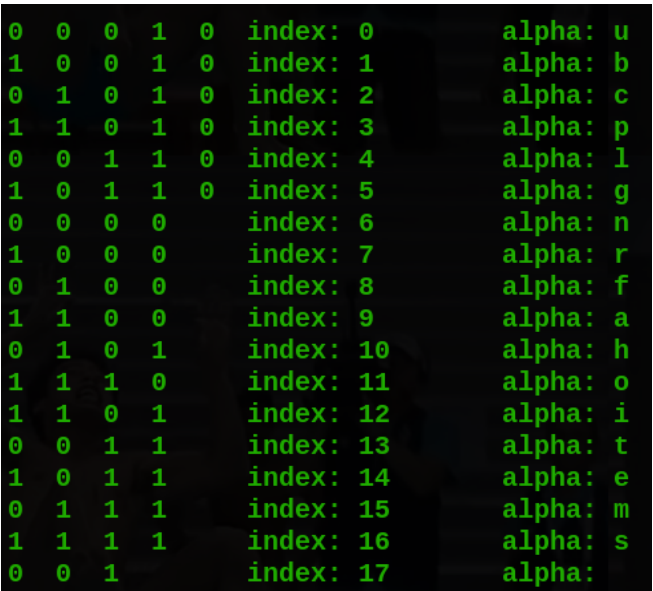 0 0 0 1 0 index: 0 alpha: u
1 0 0 1 0 index: 1 alpha: b
0 1 0 1 0 index: 2 alpha: c
1 1 0 1 0 index: 3 alpha: p
0 0 1 1 0 index: 4 alpha: l
1 0 1 1 0 index: 5 alpha: g
0 0 0 0 index: 6 alpha: n
1 0 0 0 index: 7 alpha: r
0 1 0 0 index: 8 alpha: f
1 1 0 0 index: 9 alpha: a
0 1 0 1 index: 10 alpha: h
1 1 1 0 index: 11 alpha: o
1 1 0 1 index: 12 alpha: i
0 0 1 1 index: 13 alpha: t
1 0 1 1 index: 14 alpha: e
0 1 1 1 index: 15 alpha: m
1 1 1 1 index: 16 alpha: s
0 0 1 index: 17 alpha: